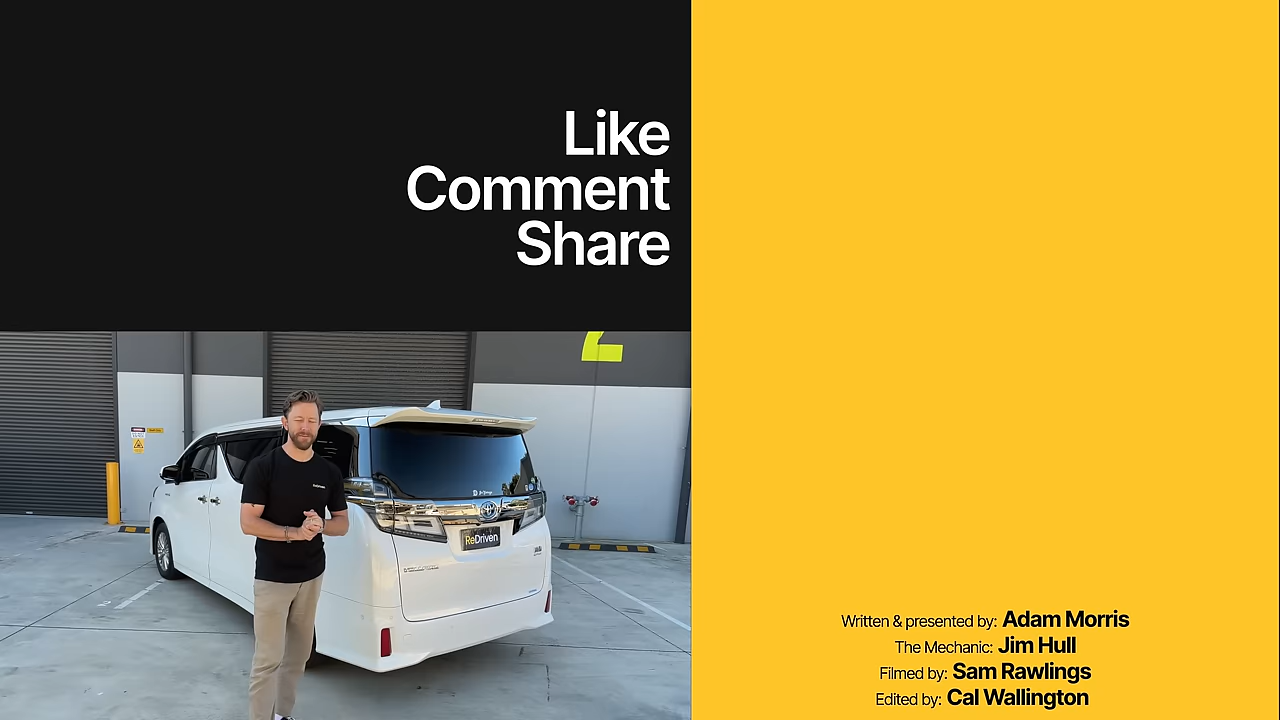 Like
Comment
Share
2
ReDriven
Written & presented by: Adam Morris
The Mechanic: Jim Hull
Filmed by: Sam Rawlings
Edited by: Cal Wallington